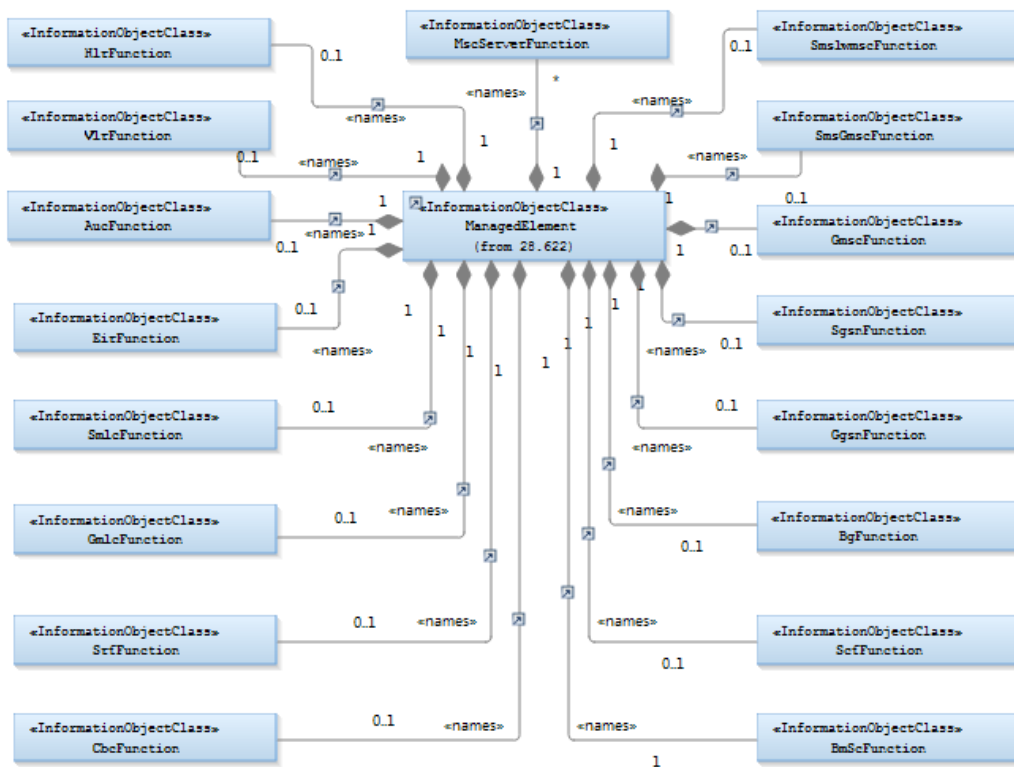 «InformationObjectClass»
HlrFunction
0..1
«names»
1
«InformationObjectClass»
MscServerFunction
*
«names»
1
«InformationObjectClass»
SmsIwmscFunction
0..1
«names»
1
«InformationObjectClass»
VlrFunction
0..1
«names»
1
«InformationObjectClass»
SmsGmscFunction
0..1
«names»
1
«InformationObjectClass»
AucFunction
0..1
«names»
1
«InformationObjectClass»
ManagedElement
(from 28.622)
«InformationObjectClass»
GmscFunction
0..1
1
«InformationObjectClass»
EirFunction
0..1
«names»
1
«InformationObjectClass»
SgsnFunction
0..1
«names»
1
«InformationObjectClass»
SmlcFunction
0..1
«names»
1
«InformationObjectClass»
GgsnFunction
0..1
«names»
1
«InformationObjectClass»
GmlcFunction
0..1
«names»
1
«InformationObjectClass»
BgFunction
0..1
«names»
1
«InformationObjectClass»
SrfFunction
0..1
«names»
1
«InformationObjectClass»
ScfFunction
0..1
«names»
1
«InformationObjectClass»
CbcFunction
0..1
«names»
1
«InformationObjectClass»
BmScFunction
1
«names»
1